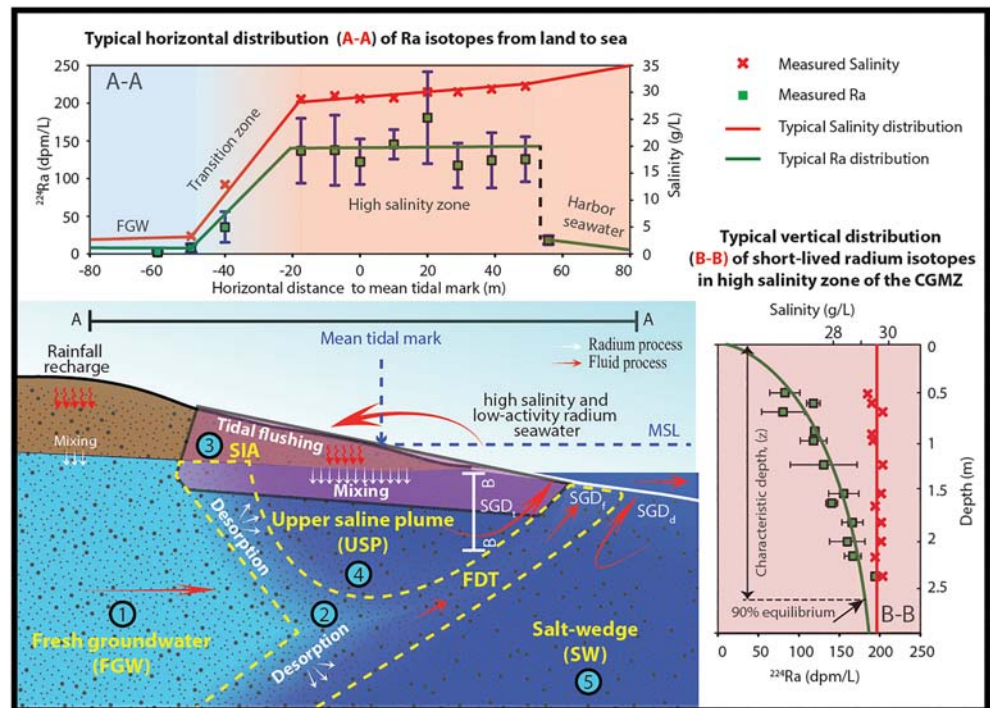 Typical horizontal distribution (A-A) of Ra isotopes from land to sea
A-A
²²⁴Ra (dpm/L)
250
200
150
100
50
0
35
30
25
20
15
10
5
0
Salinity (g/L)
Transition zone
FGW
High salinity zone
Harbor
seawater
-80 -60 -40 -20 0 20 40 60 80
Horizontal distance to mean tidal mark (m)
Measured Salinity
Measured Ra
Typical Salinity distribution
Typical Ra distribution
A
A
Mean tidal mark
Radium process
Fluid process
Rainfall
recharge
high salinity and
low-activity radium
seawater
MSL
Mixing
Tidal flushing
3
SIA
Mixing
B
B
SGDₜ
SGD_f
SGD_d
Desorption
Upper saline plume
(USP)
4
FDT
1
2
Fresh groundwater
(FGW)
Desorption
Salt-wedge
(SW)
5
Typical vertical distribution
(B-B) of short-lived radium isotopes
in high salinity zone of the CGMZ
Salinity (g/L)
28 29.5
0
0.5
1
1.5
2
2.5
Depth (m)
Characteristic depth, (z)
90% equilibrium
B-B
0 50 100 150 200 250
²²⁴Ra (dpm/L)